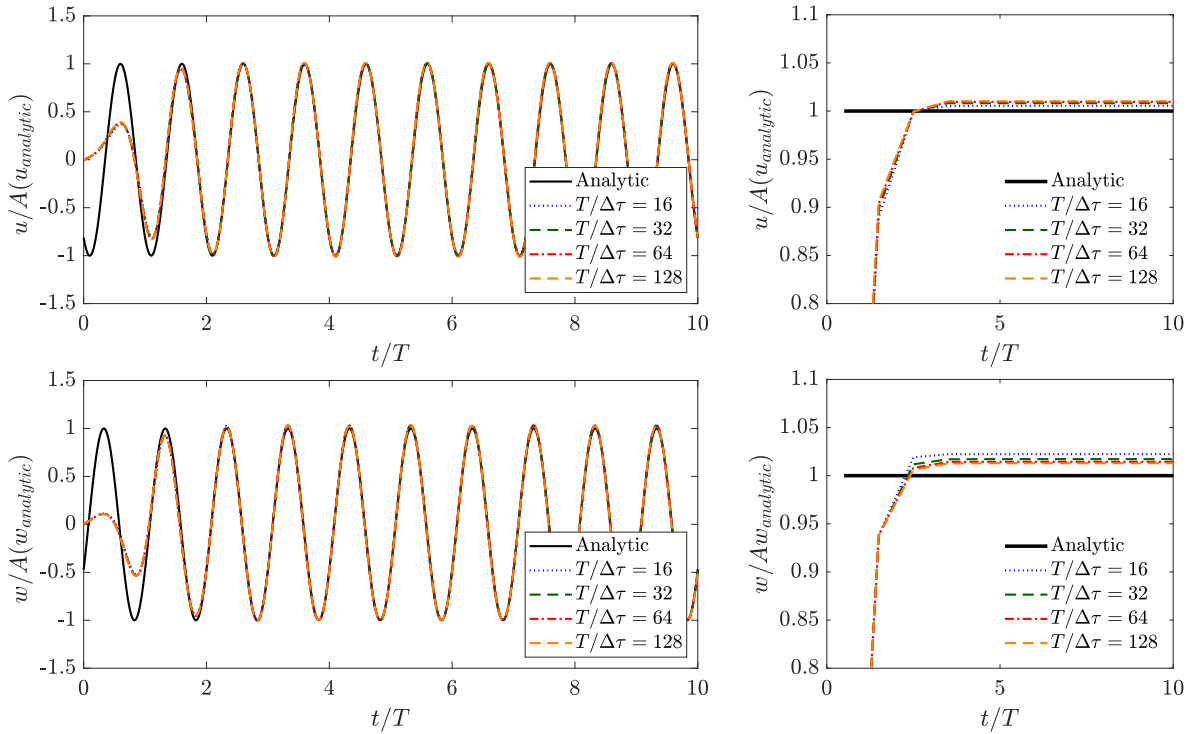 1.5
1
0.5
0
-0.5
-1
-1.5
u/A(u_{analytic})
0 2 4 6 8 10
t/T
Analytic
T/Δτ = 16
T/Δτ = 32
T/Δτ = 64
T/Δτ = 128
1.1
1.05
1
0.95
0.9
0.85
0.8
u/A(u_{analytic})
0 5 10
t/T
Analytic
T/Δτ = 16
T/Δτ = 32
T/Δτ = 64
T/Δτ = 128
1.5
1
0.5
0
-0.5
-1
-1.5
w/A(w_{analytic})
0 2 4 6 8 10
t/T
Analytic
T/Δτ = 16
T/Δτ = 32
T/Δτ = 64
T/Δτ = 128
1.1
1.05
1
0.95
0.9
0.85
0.8
w/Aw_{analytic})
0 5 10
t/T
Analytic
T/Δτ = 16
T/Δτ = 32
T/Δτ = 64
T/Δτ = 128